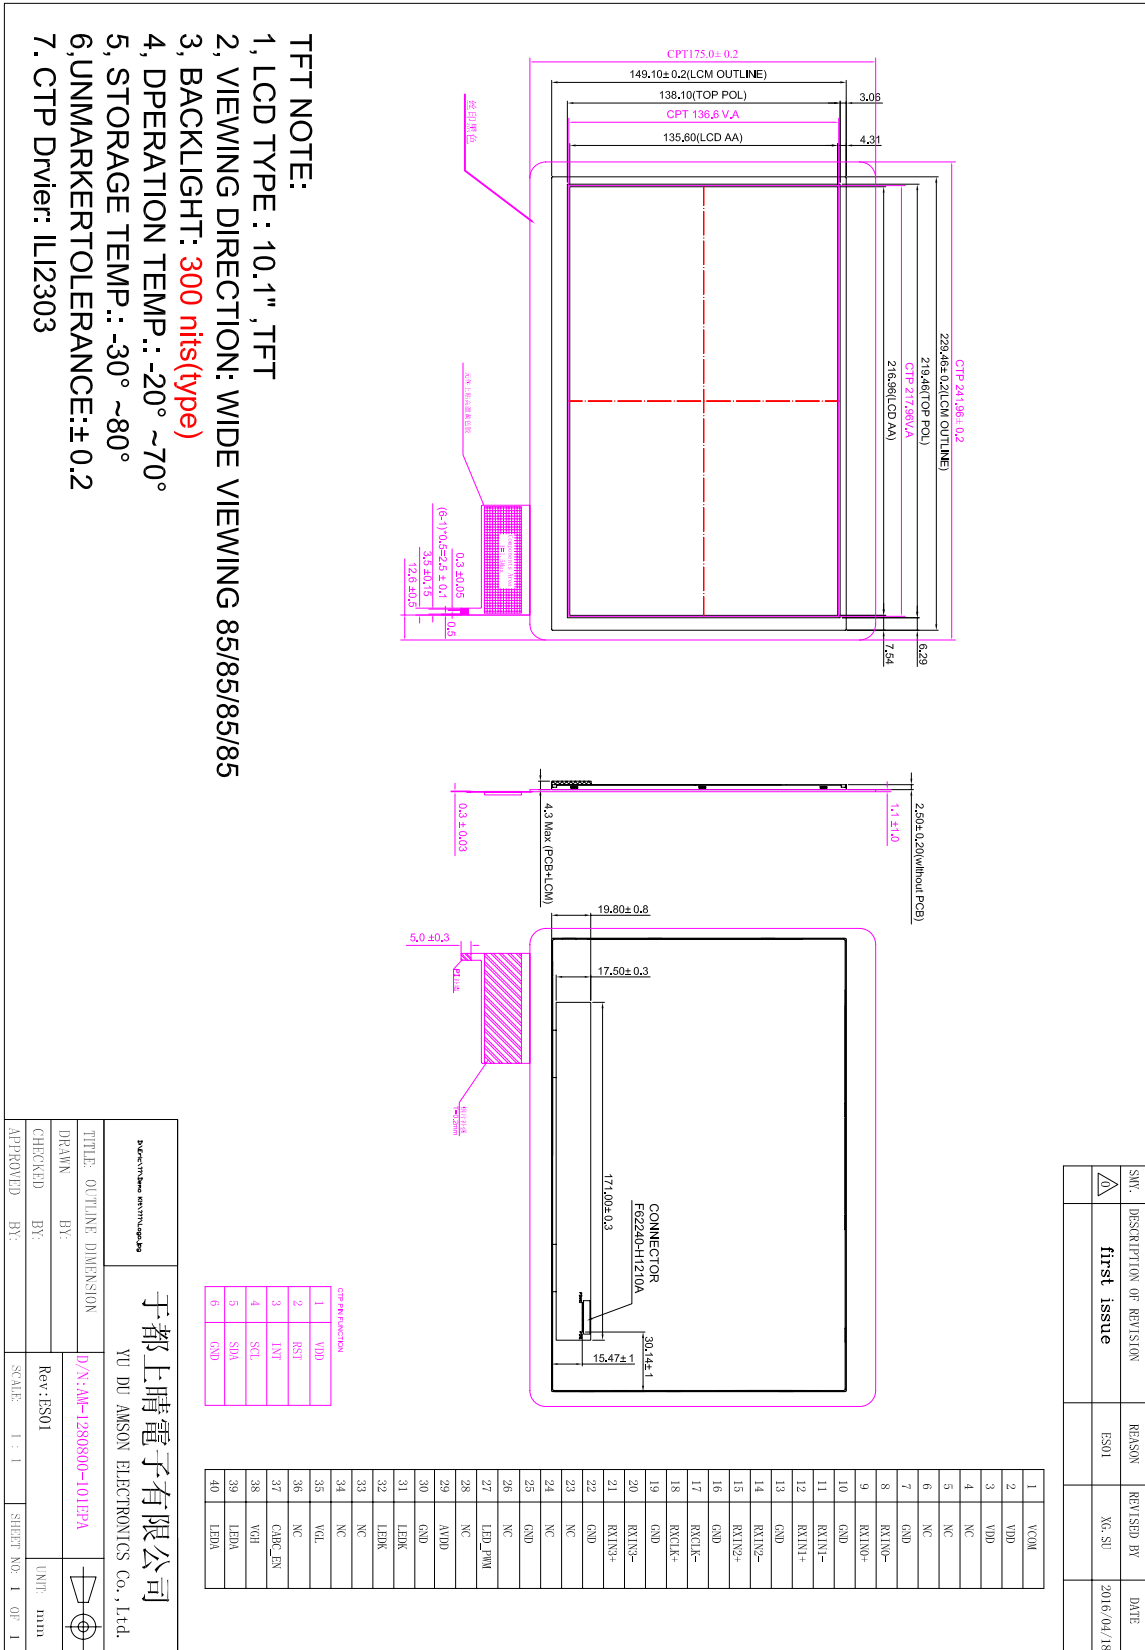 SMY. DESCRIPTION OF REVISION REASON REVISED BY DATE
0 first issue ES01 XG.SU 2016/04/18
CPT175.0±0.2
149.10±0.2(LCM OUTLINE)
138.10(TOP POL)
3.06
CPT 136.6 V.A
135.60(LCD AA)
4.31
CTP 241.96±0.2
229.46±0.2(LCM OUTLINE)
219.46(TOP POL)
CTP 217.96V.A
216.96(LCD AA)
6.29
7.54
丝印黑色
(6-1)*0.5=2.5±0.1
0.3±0.05
3.5±0.15
12.6±0.5
0.5
2.50±0.20(without PCB)
1.1±1.0
4.3 Max (PCB+LCM)
0.3±0.03
19.80±0.8
17.50±0.3
5.0±0.3
171.00±0.3
CONNECTOR
F62240-H1210A
30.14±1
15.47±1
TFT NOTE:
1, LCD TYPE : 10.1" ,TFT
2, VIEWING DIRECTION: WIDE VIEWING 85/85/85/85
3, BACKLIGHT: 300 nits(type)
4, DPERATION TEMP.: -20° ~70°
5, STORAGE TEMP.: -30° ~80°
6,UNMARKERTOLERANCE:±0.2
7. CTP Drvier: ILI2303
CTP PIN FUNCTION
1 VDD
2 RST
3 INT
4 SCL
5 SDA
6 GND
1 VCOM
2 VDD
3 VDD
4 NC
5 NC
6 NC
7 GND
8 RXIN0-
9 RXIN0+
10 GND
11 RXIN1-
12 RXIN1+
13 GND
14 RXIN2-
15 RXIN2+
16 GND
17 RXCLK-
18 RXCLK+
19 GND
20 RXIN3-
21 RXIN3+
22 GND
23 NC
24 NC
25 GND
26 NC
27 LED_PWM
28 NC
29 AVDD
30 GND
31 LEDK
32 LEDK
33 NC
34 NC
35 VGL
36 NC
37 CABC_EN
38 VGH
39 LEDA
40 LEDA
于都上晴電子有限公司
YU DU AMSON ELECTRONICS Co.,Ltd.
TITLE: OUTLINE DIMENSION
D/N:AM-1280800-101EPA
DRAWN BY:
CHECKED BY:
Rev:ES01
UNIT: mm
APPROVED BY:
SCALE: 1 : 1
SHEET NO: 1 OF 1